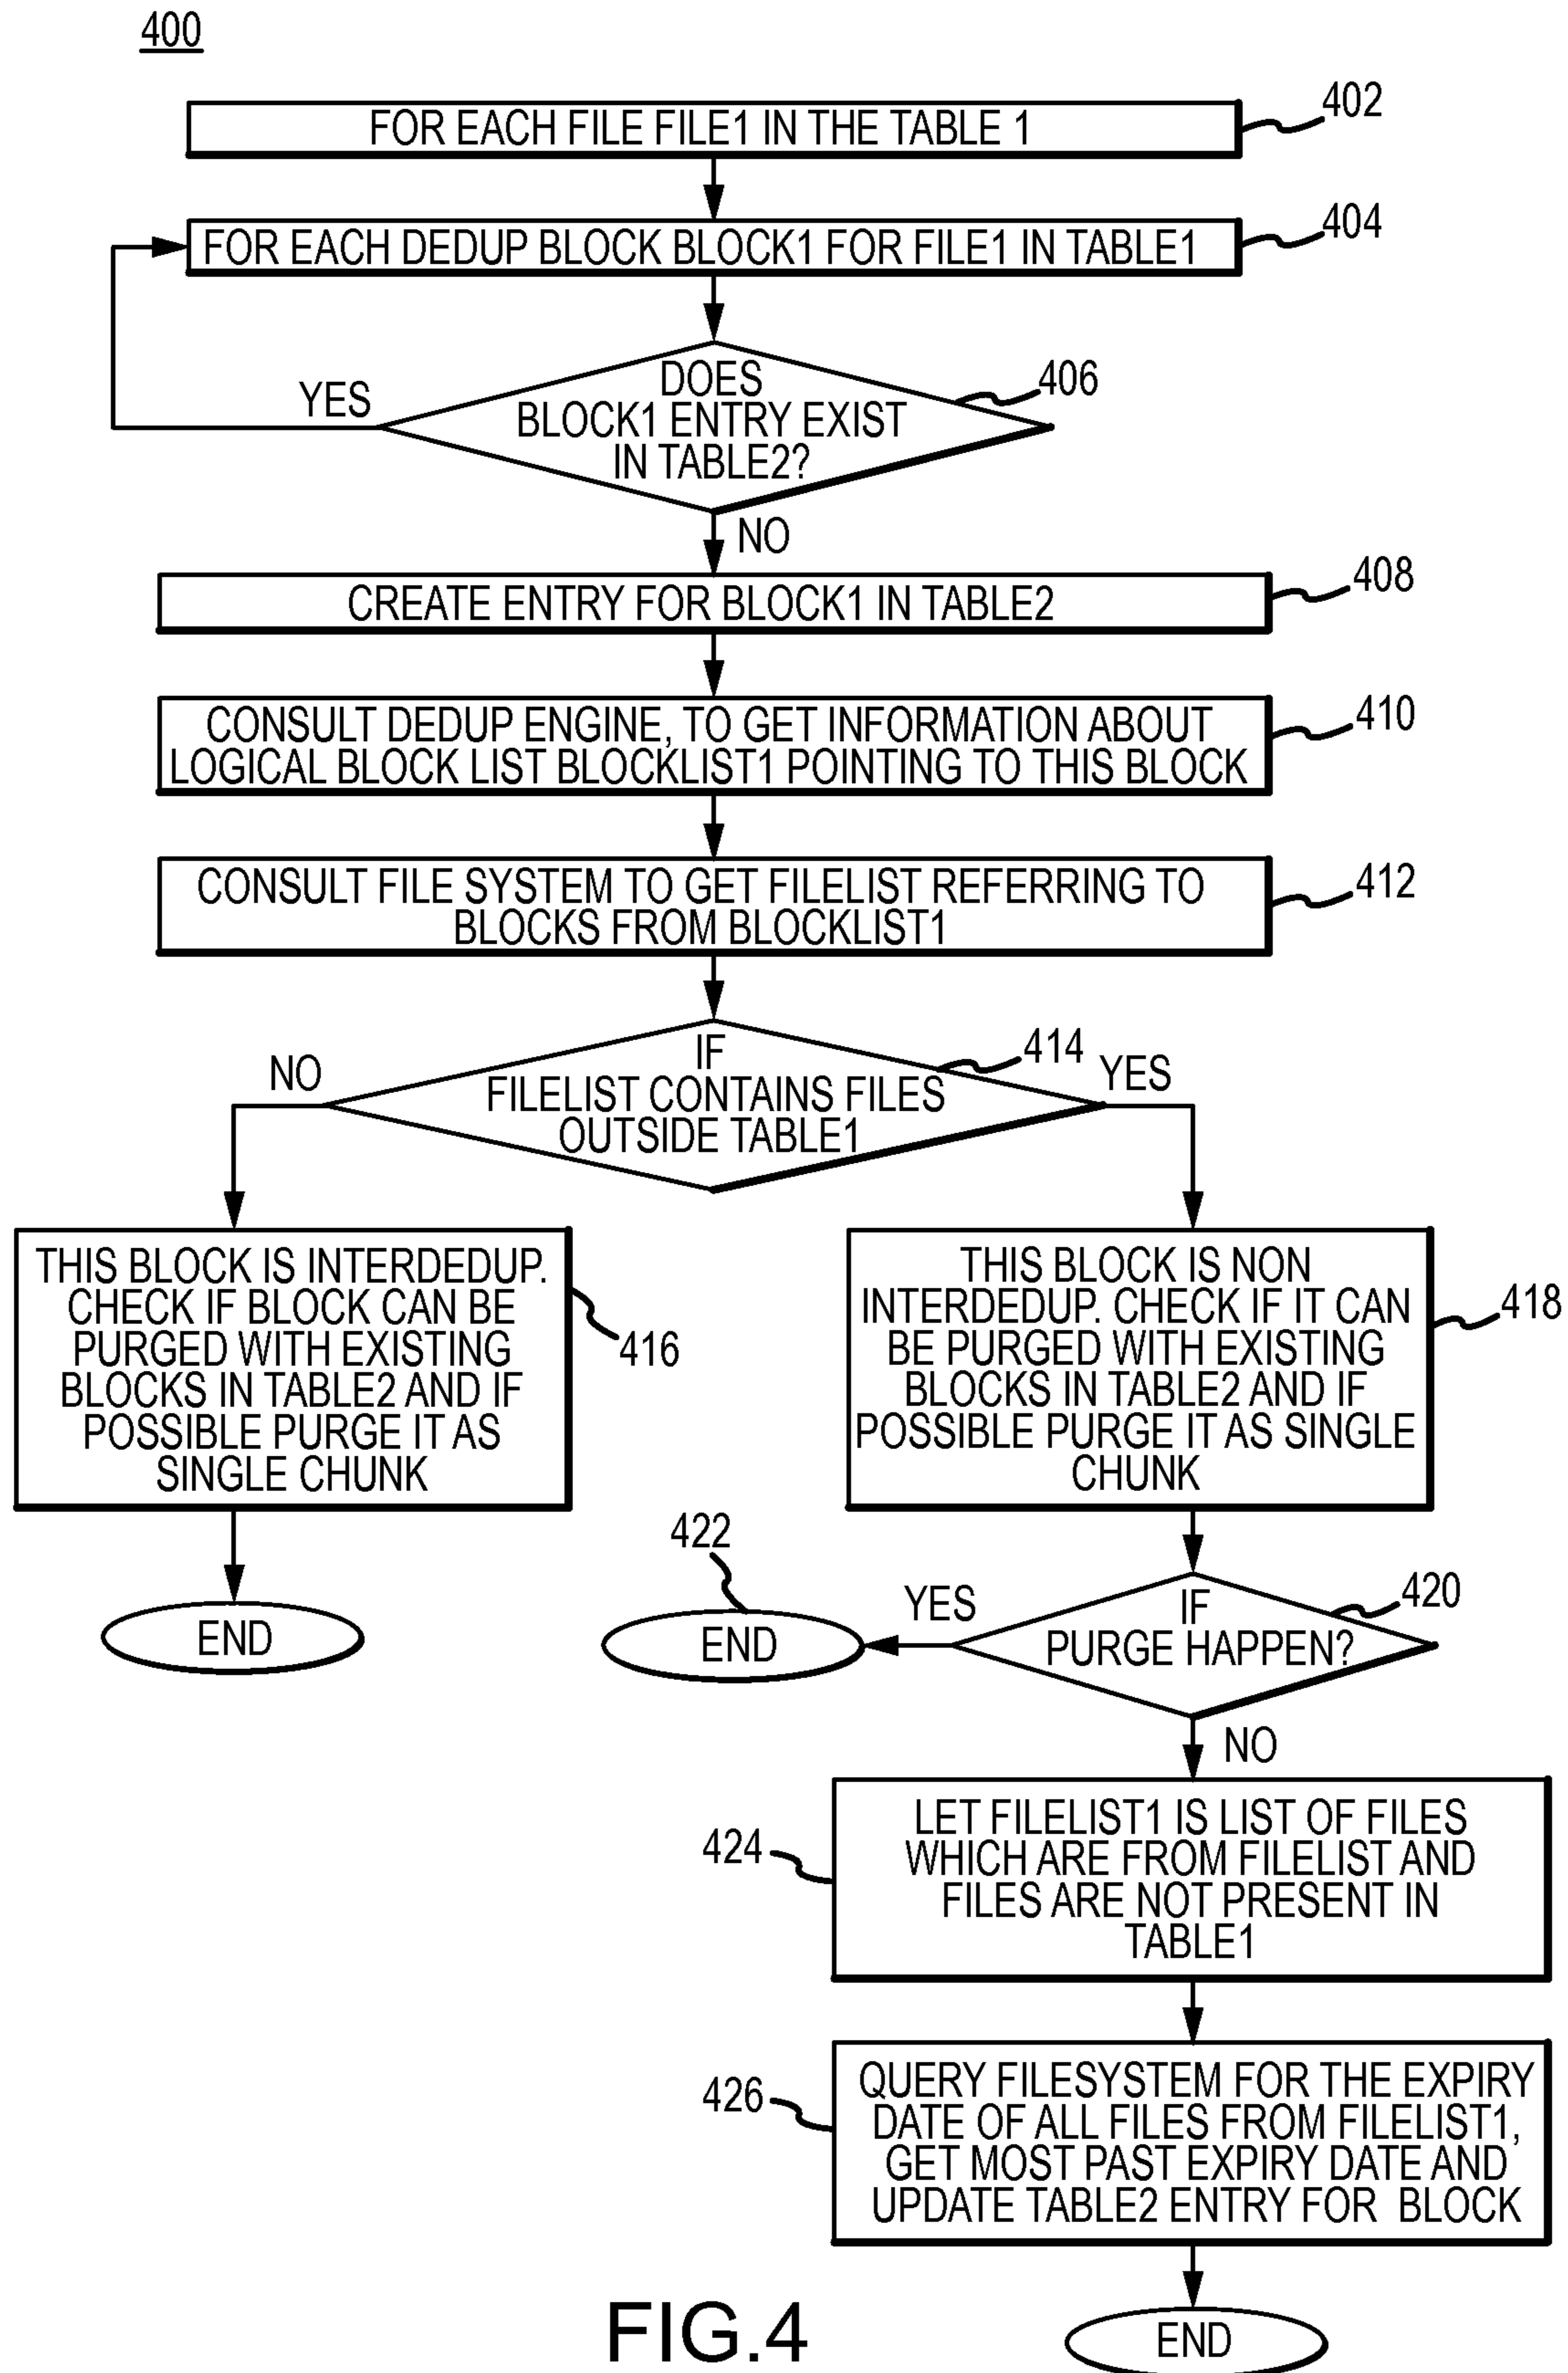 400
FOR EACH FILE FILE1 IN THE TABLE 1
402
FOR EACH DEDUP BLOCK BLOCK1 FOR FILE1 IN TABLE1
404
DOES
BLOCK1 ENTRY EXIST
IN TABLE2?
406
YES
NO
CREATE ENTRY FOR BLOCK1 IN TABLE2
408
CONSULT DEDUP ENGINE, TO GET INFORMATION ABOUT
LOGICAL BLOCK LIST BLOCKLIST1 POINTING TO THIS BLOCK
410
CONSULT FILE SYSTEM TO GET FILELIST REFERRING TO
BLOCKS FROM BLOCKLIST1
412
IF
FILELIST CONTAINS FILES
OUTSIDE TABLE1
414
NO
YES
THIS BLOCK IS INTERDEDUP.
CHECK IF BLOCK CAN BE
PURGED WITH EXISTING
BLOCKS IN TABLE2 AND IF
POSSIBLE PURGE IT AS
SINGLE CHUNK
416
END
THIS BLOCK IS NON
INTERDEDUP. CHECK IF IT CAN
BE PURGED WITH EXISTING
BLOCKS IN TABLE2 AND IF
POSSIBLE PURGE IT AS SINGLE
CHUNK
418
IF
PURGE HAPPEN?
420
YES
422
END
NO
LET FILELIST1 IS LIST OF FILES
WHICH ARE FROM FILELIST AND
FILES ARE NOT PRESENT IN
TABLE1
424
QUERY FILESYSTEM FOR THE EXPIRY
DATE OF ALL FILES FROM FILELIST1,
GET MOST PAST EXPIRY DATE AND
UPDATE TABLE2 ENTRY FOR BLOCK
426
END
FIG.4